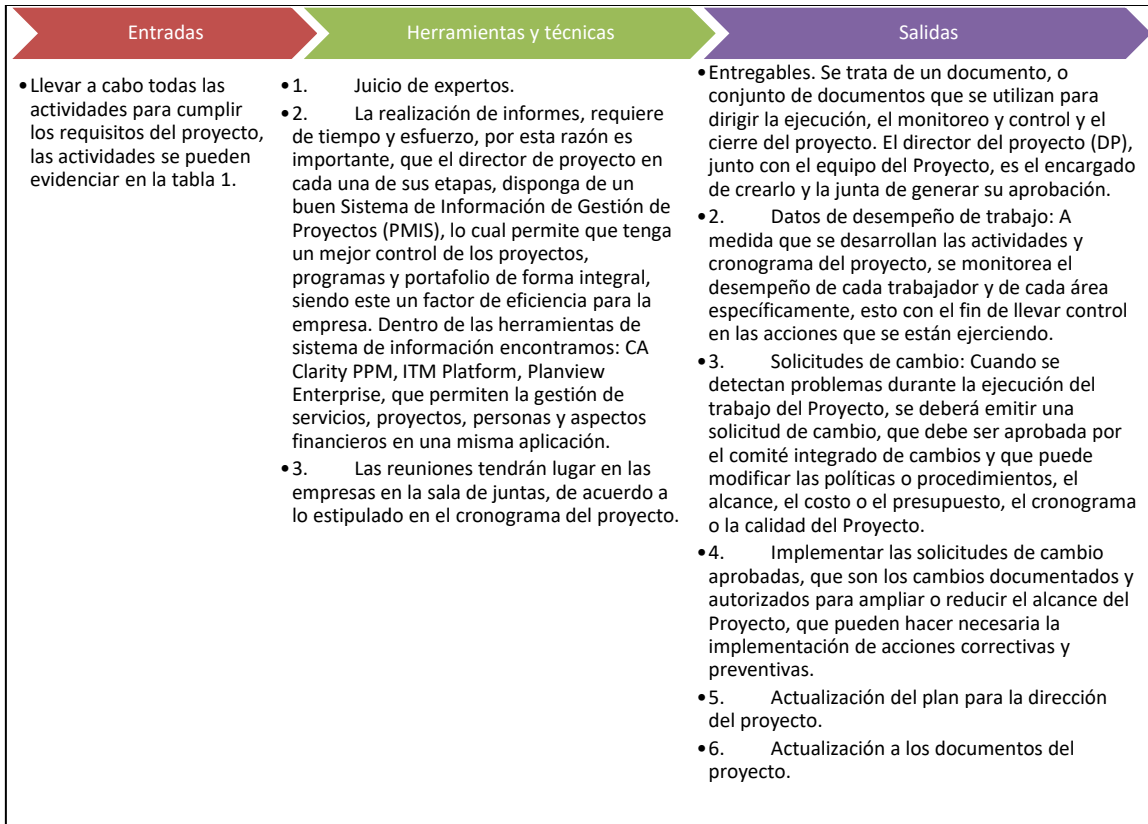 Entradas
Herramientas y técnicas
Salidas
•Llevar a cabo todas las
actividades para cumplir
los requisitos del proyecto,
las actividades se pueden
evidenciar en la tabla 1.
•1. Juicio de expertos.
•2. La realización de informes, requiere
de tiempo y esfuerzo, por esta razón es
importante, que el director de proyecto en
cada una de sus etapas, disponga de un
buen Sistema de Información de Gestión de
Proyectos (PMIS), lo cual permite que tenga
un mejor control de los proyectos,
programas y portafolio de forma integral,
siendo este un factor de eficiencia para la
empresa. Dentro de las herramientas de
sistema de información encontramos: CA
Clarity PPM, ITM Platform, Planview
Enterprise, que permiten la gestión de
servicios, proyectos, personas y aspectos
financieros en una misma aplicación.
•3. Las reuniones tendrán lugar en las
empresas en la sala de juntas, de acuerdo a
lo estipulado en el cronograma del proyecto.
•Entregables. Se trata de un documento, o
conjunto de documentos que se utilizan para
dirigir la ejecución, el monitoreo y control y el
cierre del proyecto. El director del proyecto (DP),
junto con el equipo del Proyecto, es el encargado
de crearlo y la junta de generar su aprobación.
•2. Datos de desempeño de trabajo: A
medida que se desarrollan las actividades y
cronograma del proyecto, se monitorea el
desempeño de cada trabajador y de cada área
específicamente, esto con el fin de llevar control
en las acciones que se están ejerciendo.
•3. Solicitudes de cambio: Cuando se
detectan problemas durante la ejecución del
trabajo del Proyecto, se deberá emitir una
solicitud de cambio, que debe ser aprobada por
el comité integrado de cambios y que puede
modificar las políticas o procedimientos, el
alcance, el costo o el presupuesto, el cronograma
o la calidad del Proyecto.
•4. Implementar las solicitudes de cambio
aprobadas, que son los cambios documentados y
autorizados para ampliar o reducir el alcance del
Proyecto, que pueden hacer necesaria la
implementación de acciones correctivas y
preventivas.
•5. Actualización del plan para la dirección
del proyecto.
•6. Actualización a los documentos del
proyecto.